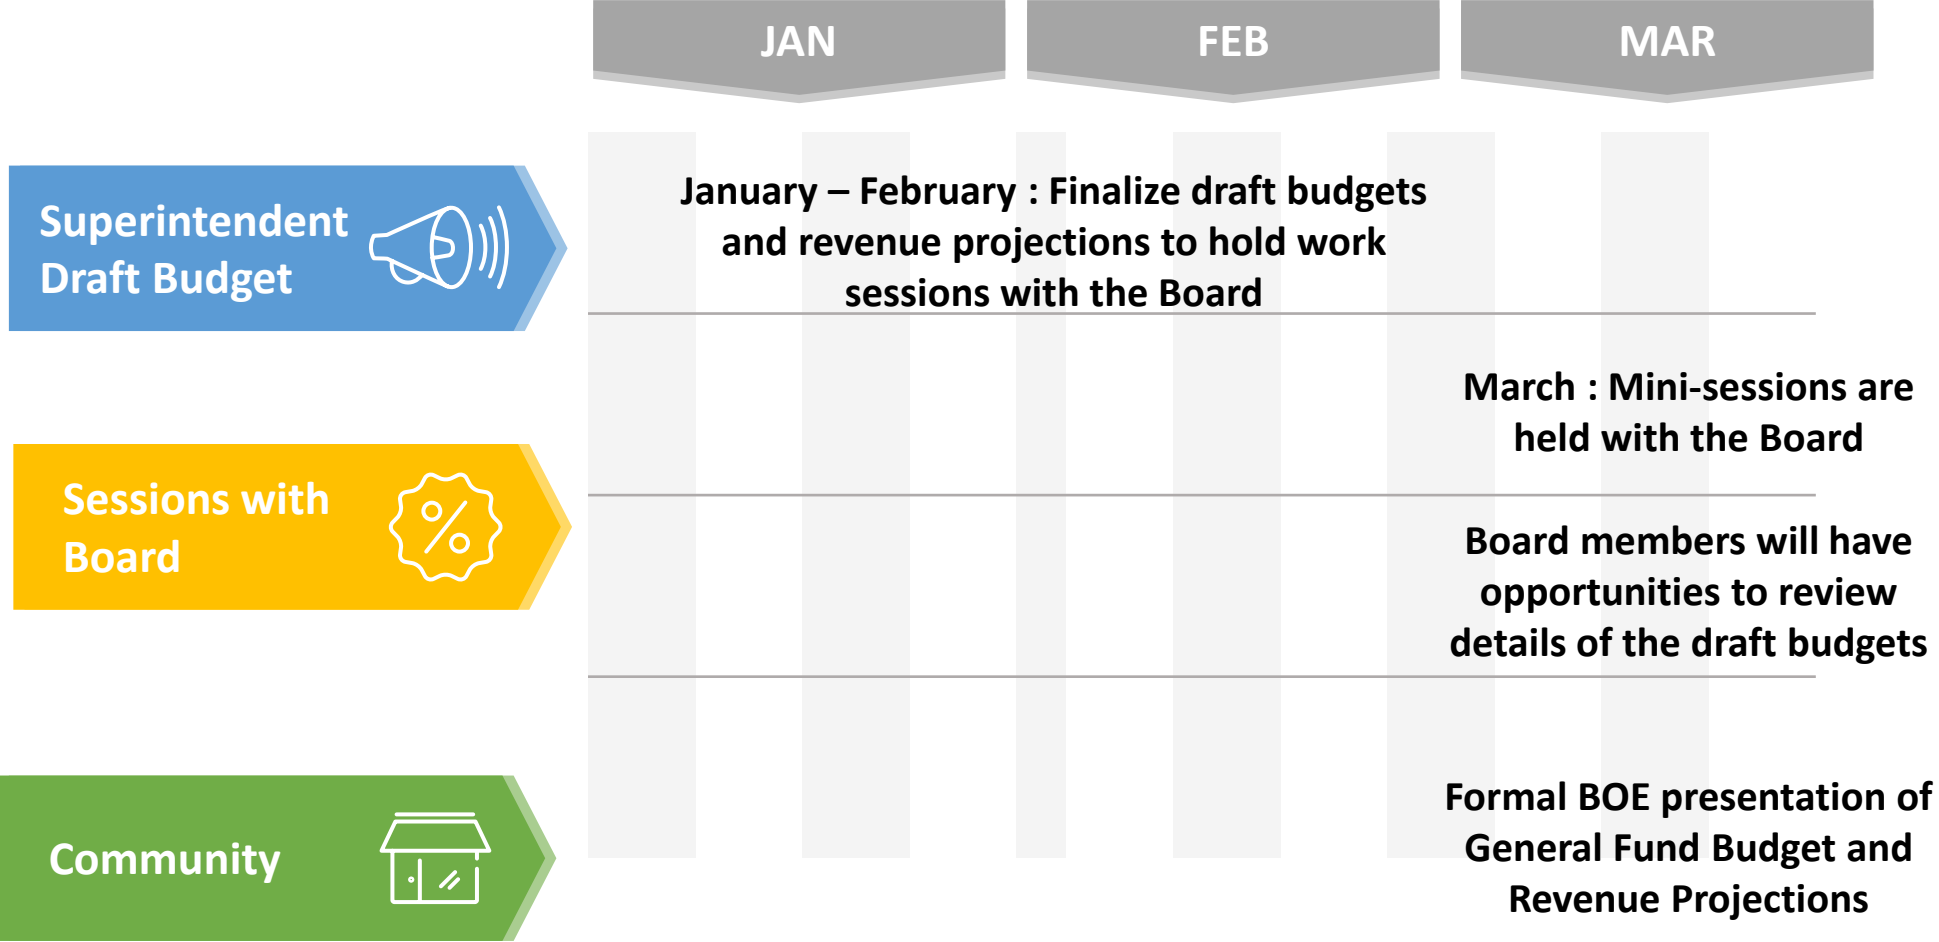 JAN
FEB
MAR
Superintendent
Draft Budget
January – February : Finalize draft budgets
and revenue projections to hold work
sessions with the Board
March : Mini-sessions are
held with the Board
Sessions with
Board
%
Board members will have
opportunities to review
details of the draft budgets
Community
Formal BOE presentation of
General Fund Budget and
Revenue Projections